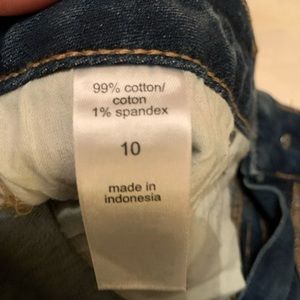 99% cotton/
coton
1% spandex
10
made in
indonesia